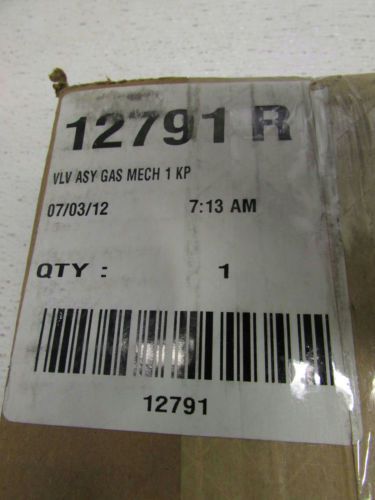 12791 R
VLV ASY GAS MECH 1 KP
07/03/12 7:13 AM
QTY : 1
12791